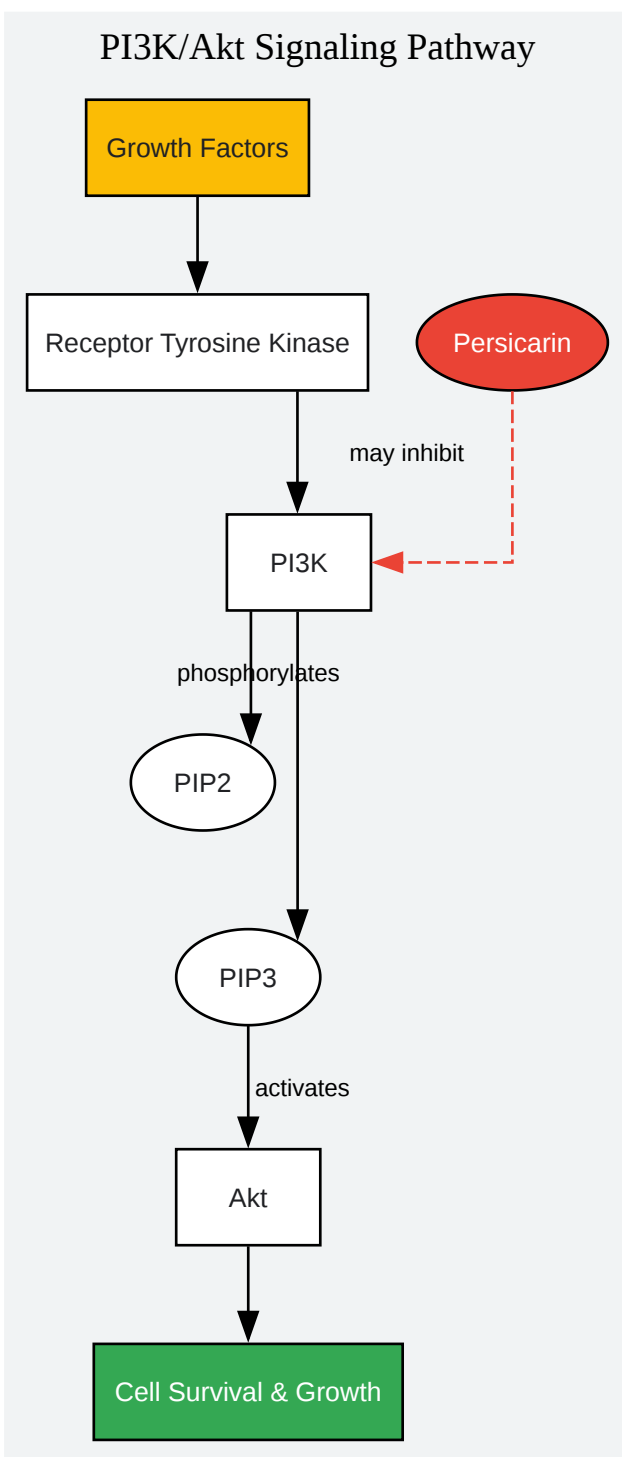 PI3K/Akt Signaling Pathway
Growth Factors
Receptor Tyrosine Kinase
Persicarin
may inhibit
PI3K
phosphorylates
PIP2
PIP3
activates
Akt
Cell Survival & Growth